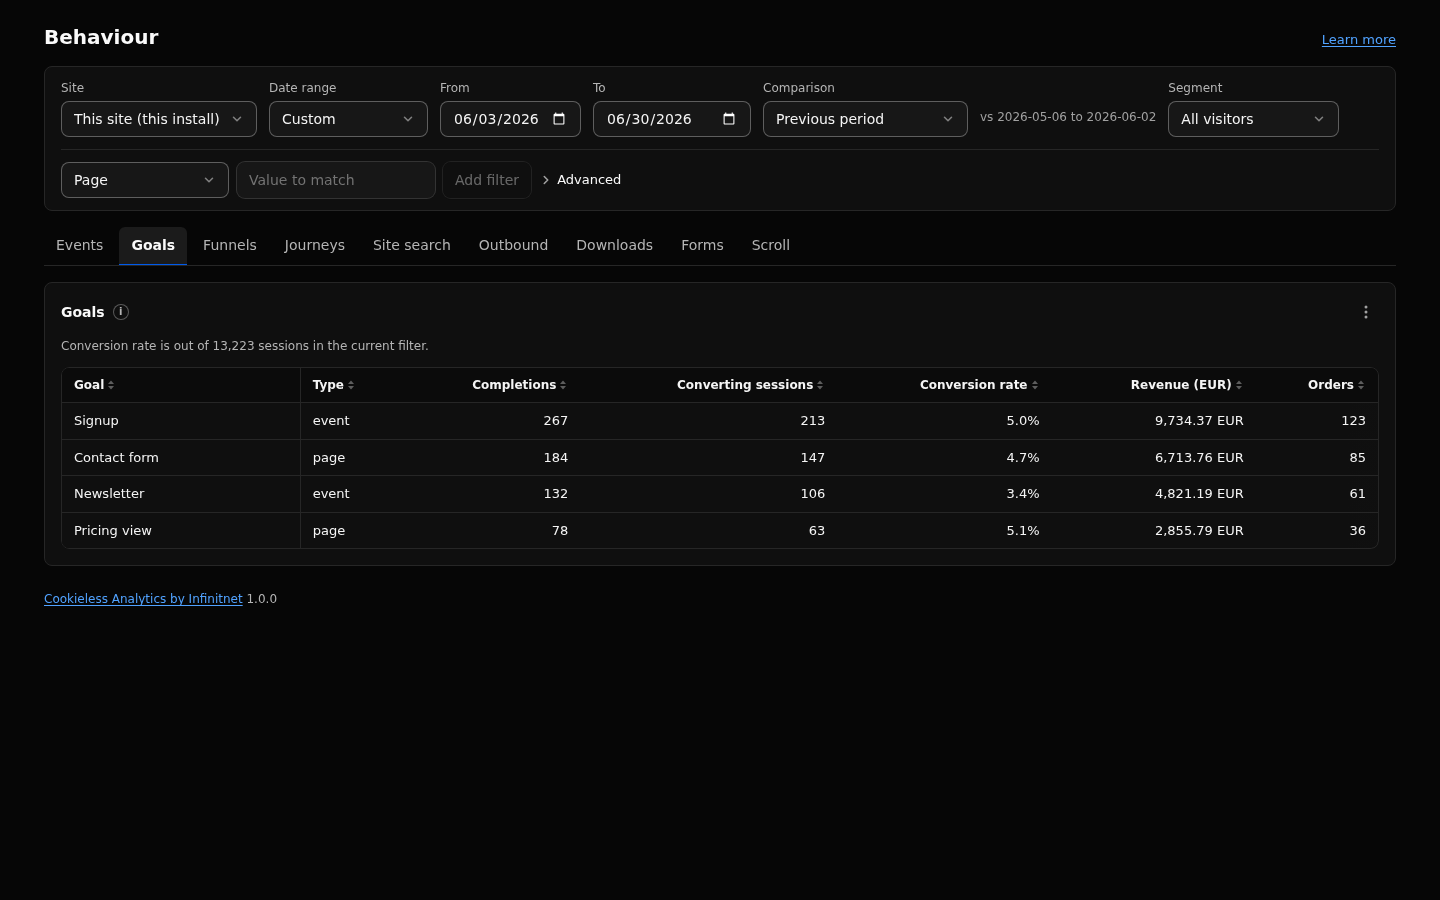 Behaviour
Learn more
Site
Date range
From
To
Comparison
Segment
This site (this install)
Custom
06/03/2026
06/30/2026
Previous period
vs 2026-05-06 to 2026-06-02
All visitors
Page
Value to match
Add filter
Advanced
Events
Goals
Funnels
Journeys
Site search
Outbound
Downloads
Forms
Scroll
Goals i
Conversion rate is out of 13,223 sessions in the current filter.
Goal Type Completions Converting sessions Conversion rate Revenue (EUR) Orders
Signup event 267 213 5.0% 9,734.37 EUR 123
Contact form page 184 147 4.7% 6,713.76 EUR 85
Newsletter event 132 106 3.4% 4,821.19 EUR 61
Pricing view page 78 63 5.1% 2,855.79 EUR 36
Cookieless Analytics by Infinitnet 1.0.0